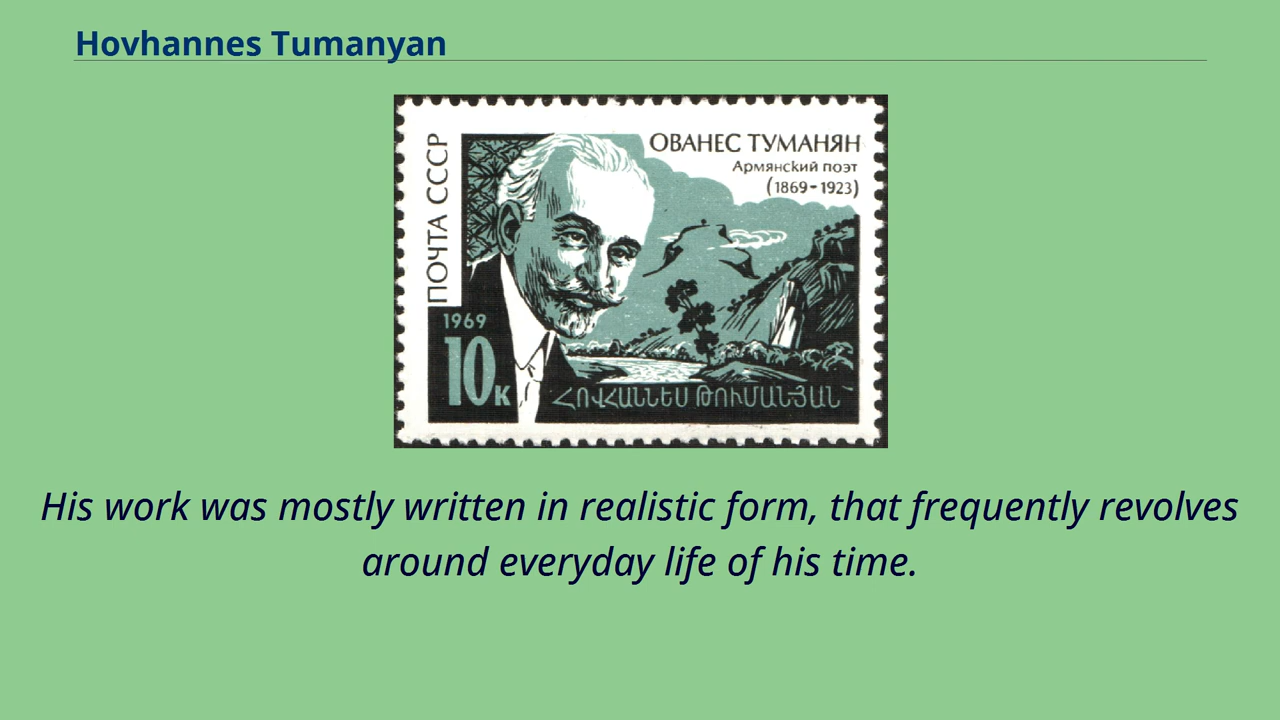 Hovhannes Tumanyan
ПОЧТА СССР
ОВАНЕС ТУМАНЯН
Армянский поэт
(1869-1923)
1969
10к
ՀՈՎՀԱՆՆԵՍ ԹՈՒՄԱՆՅԱՆ
His work was mostly written in realistic form, that frequently revolves
around everyday life of his time.